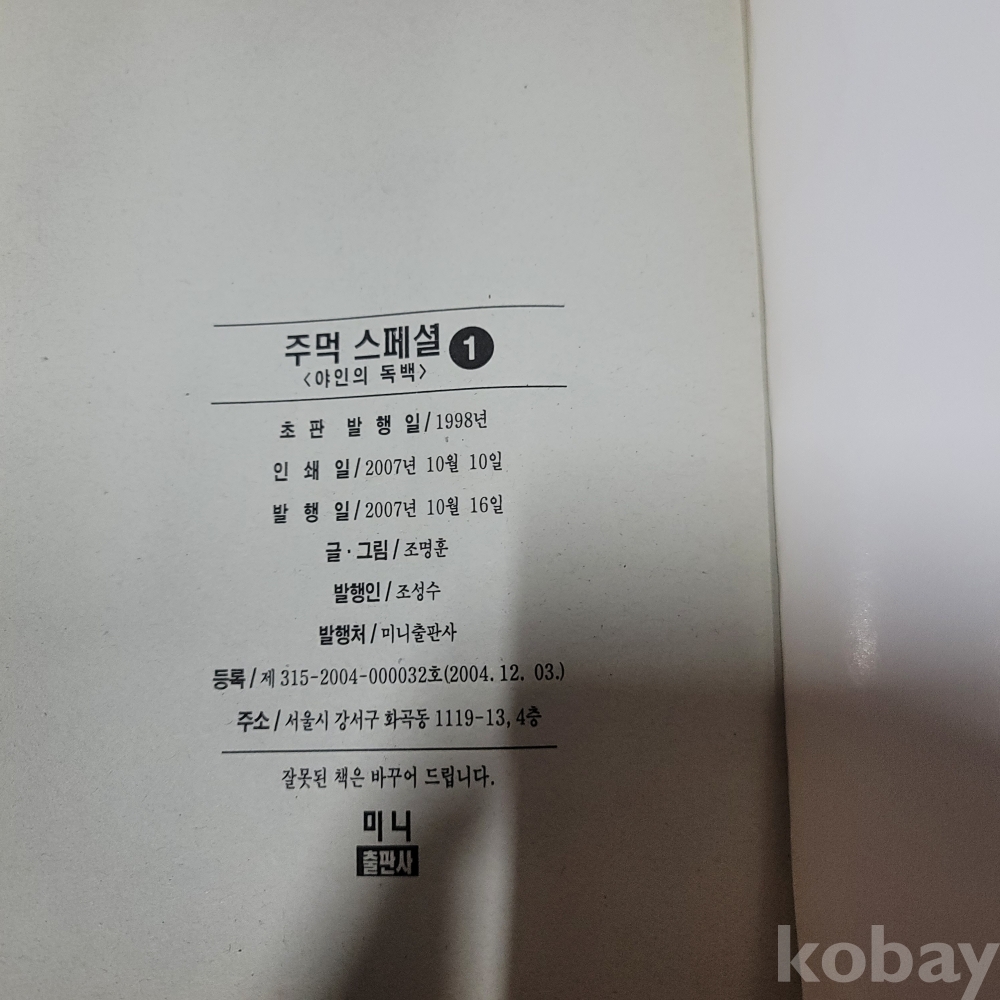 주먹 스페셜 1
<야인의 독백>
초 판 발 행 일/1998년
인 쇄 일/2007년 10월 10일
발 행 일/2007년 10월 16일
글·그림/조명훈
발행인/조성수
발행처/미니출판사
등록/제 315-2004-000032호(2004. 12. 03.)
주소/서울시 강서구 화곡동 1119-13, 4층
잘못된 책은 바꾸어 드립니다.
미니
출판사
kobay